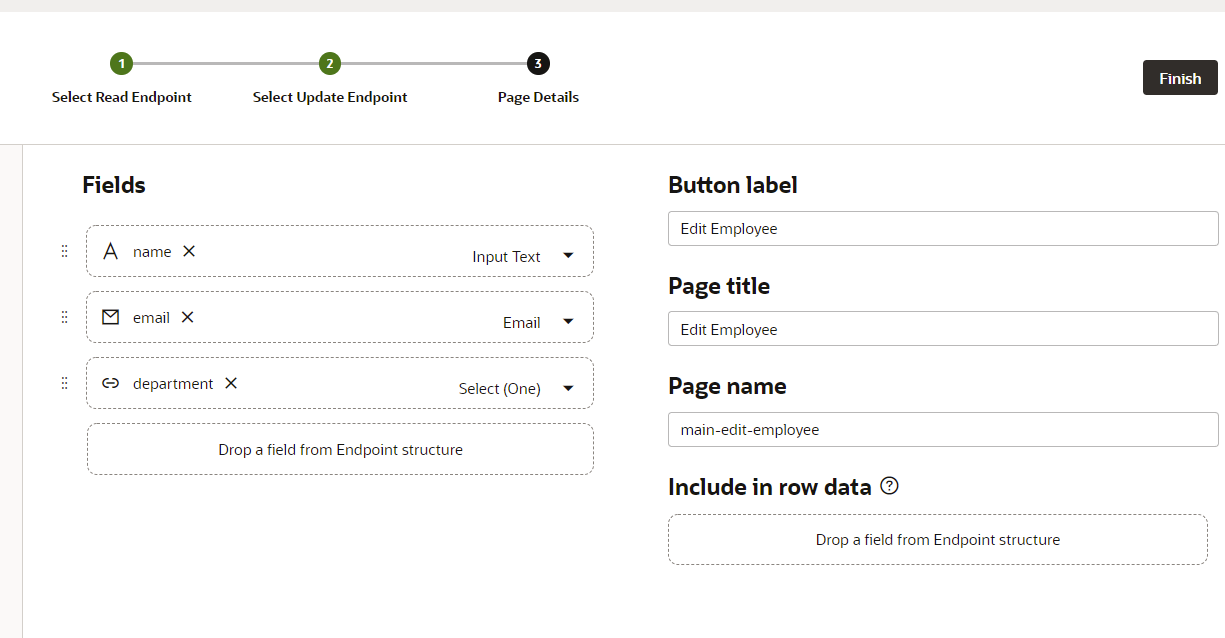 1
2
3
Select Read Endpoint
Select Update Endpoint
Page Details
Finish
Fields
name
Input Text
email
Email
department
Select (One)
Drop a field from Endpoint structure
Button label
Edit Employee
Page title
Edit Employee
Page name
main-edit-employee
Include in row data ?
Drop a field from Endpoint structure